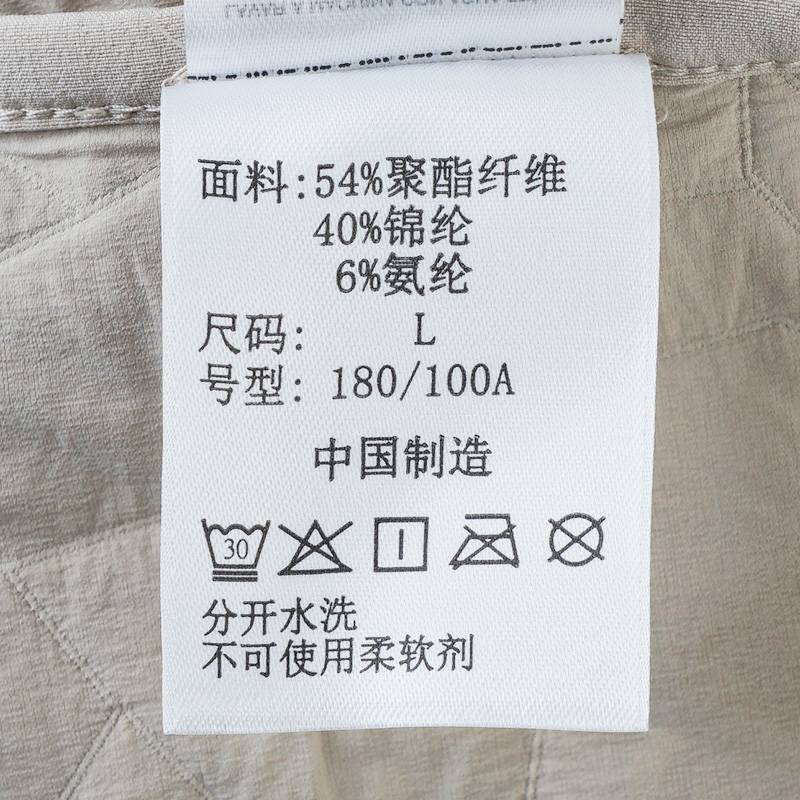 面料:54%聚酯纤维
40%锦纶
6%氨纶
尺码: L
号型: 180/100A
中国制造
30
分开水洗
不可使用柔软剂